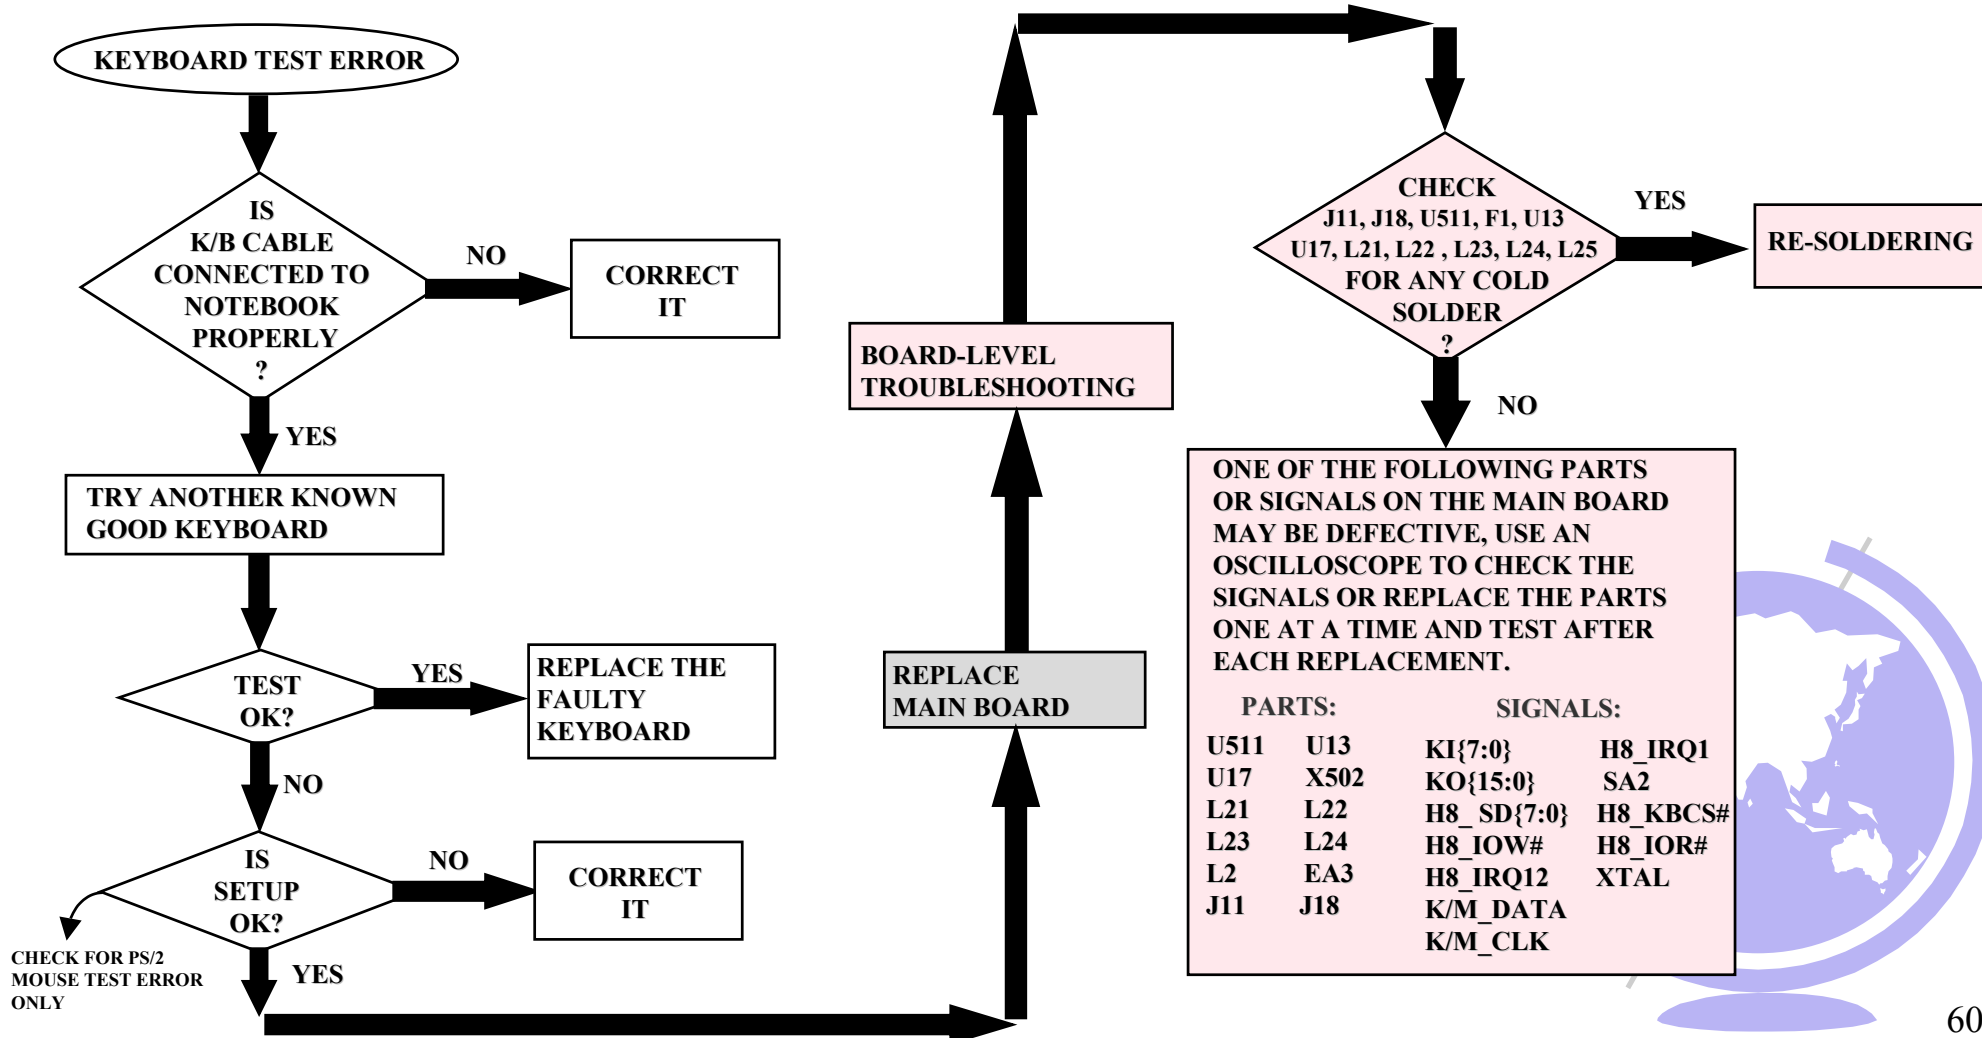 KEYBOARD TEST ERROR
IS
K/B CABLE
CONNECTED TO
NOTEBOOK
PROPERLY
?
NO
CORRECT
IT
YES
TRY ANOTHER KNOWN
GOOD KEYBOARD
TEST
OK?
YES
REPLACE THE
FAULTY
KEYBOARD
NO
IS
SETUP
OK?
NO
CORRECT
IT
CHECK FOR PS/2
MOUSE TEST ERROR
ONLY
YES
REPLACE
MAIN BOARD
BOARD-LEVEL
TROUBLESHOOTING
CHECK
J11, J18, U511, F1, U13
U17, L21, L22 , L23, L24, L25
FOR ANY COLD
SOLDER
?
YES
RE-SOLDERING
NO
ONE OF THE FOLLOWING PARTS
OR SIGNALS ON THE MAIN BOARD
MAY BE DEFECTIVE, USE AN
OSCILLOSCOPE TO CHECK THE
SIGNALS OR REPLACE THE PARTS
ONE AT A TIME AND TEST AFTER
EACH REPLACEMENT.
PARTS:
U511 U13
U17 X502
L21 L22
L23 L24
L2 EA3
J11 J18
SIGNALS:
KI{7:0} H8_IRQ1
KO{15:0} SA2
H8_ SD{7:0} H8_KBCS#
H8_IOW# H8_IOR#
H8_IRQ12 XTAL
K/M_DATA
K/M_CLK
60